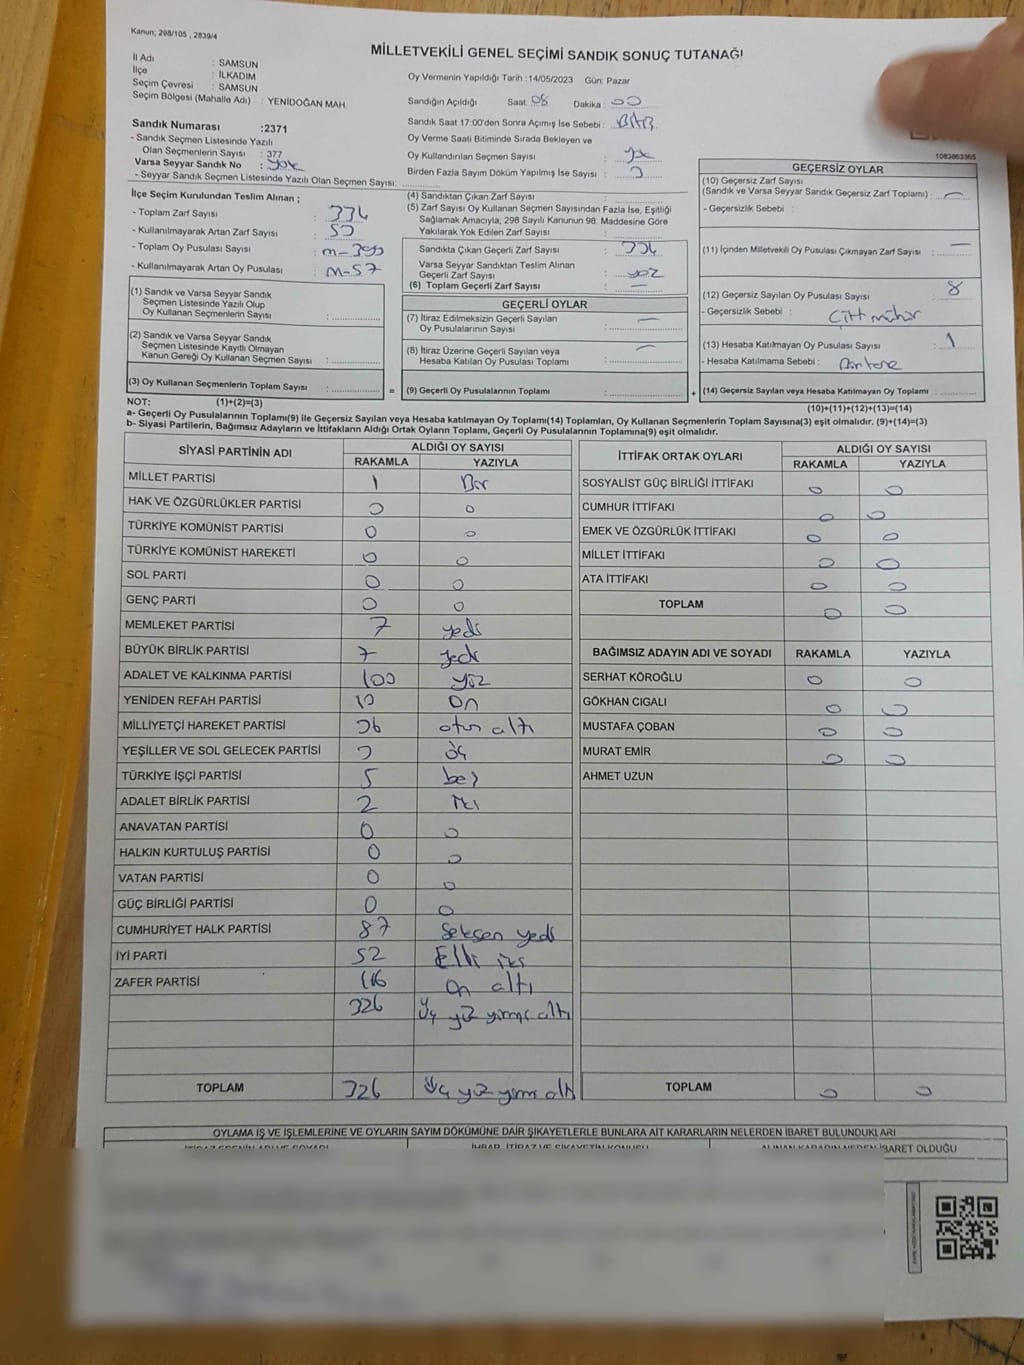 Kanun; 298/105 , 2839/4
MİLLETVEKİLİ GENEL SEÇİMİ SANDIK SONUÇ TUTANAĞI
İl Adı : SAMSUN
İlçe : İLKADIM
Seçim Çevresi : SAMSUN
Seçim Bölgesi (Mahalle Adı) : YENİDOĞAN MAH.
Oy Vermenin Yapıldığı Tarih :14/05/2023 Gün: Pazar
Sandığın Açıldığı Saat: 08 Dakika : 00
Sandık Saat 17:00'den Sonra Açımış İse Sebebi :
Oy Verme Saati Bitiminde Sırada Bekleyen ve
Oy Kullandırılan Seçmen Sayısı :
Birden Fazla Sayım Döküm Yapılmış İse Sayısı :
Sandık Numarası :2371
- Sandık Seçmen Listesinde Yazılı
Olan Seçmenlerin Sayısı : 377
Varsa Seyyar Sandık No : yok
- Seyyar Sandık Seçmen Listesinde Yazılı Olan Seçmen Sayısı:
İlçe Seçim Kurulundan Teslim Alınan ;
- Toplam Zarf Sayısı :
- Kullanılmayarak Artan Zarf Sayısı :
- Toplam Oy Pusulası Sayısı :
- Kullanılmayarak Artan Oy Pusulası : M-57
(1) Sandık ve Varsa Seyyar Sandık
Seçmen Listesinde Yazılı Olup
Oy Kullanan Seçmenlerin Sayısı :
(2) Sandık ve Varsa Seyyar Sandık
Seçmen Listesinde Kayıtlı Olmayan
Kanun Gereği Oy Kullanan Seçmen Sayısı :
(3) Oy Kullanan Seçmenlerin Toplam Sayısı : =
(4) Sandıktan Çıkan Zarf Sayısı :
(5) Zarf Sayısı Oy Kullanan Seçmen Sayısından Fazla İse, Eşitliği
Sağlamak Amacıyla, 298 Sayılı Kanunun 98. Maddesine Göre
Yakılarak Yok Edilen Zarf Sayısı :
Sandıkta Çıkan Geçerli Zarf Sayısı :
Varsa Seyyar Sandıktan Teslim Alınan
Geçerli Zarf Sayısı :
(6) Toplam Geçerli Zarf Sayısı : —
GEÇERLİ OYLAR
(7) İtiraz Edilmeksizin Geçerli Sayılan
Oy Pusulalarının Sayısı : —
(8) İtiraz Üzerine Geçerli Sayılan veya
Hesaba Katılan Oy Pusulası Toplamı : —
(9) Geçerli Oy Pusulalarının Toplamı : +
1083863365
GEÇERSİZ OYLAR
(10) Geçersiz Zarf Sayısı
(Sandık ve Varsa Seyyar Sandık Geçersiz Zarf Toplamı) : —
- Geçersizlik Sebebi :
(11) İçinden Milletvekili Oy Pusulası Çıkmayan Zarf Sayısı : —
(12) Geçersiz Sayılan Oy Pusulası Sayısı : 8
- Geçersizlik Sebebi : Çift mühür
(13) Hesaba Katılmayan Oy Pusulası Sayısı : 1
- Hesaba Katılmama Sebebi :
(14) Geçersiz Sayılan veya Hesaba Katılmayan Oy Toplamı :
NOT: (1)+(2)=(3) (10)+(11)+(12)+(13)=(14)
a- Geçerli Oy Pusulalarının Toplamı(9) ile Geçersiz Sayılan veya Hesaba katılmayan Oy Toplamı(14) Toplamları, Oy Kullanan Seçmenlerin Toplam Sayısına(3) eşit olmalıdır. (9)+(14)=(3)
b- Siyasi Partilerin, Bağımsız Adayların ve İttifakların Aldığı Ortak Oyların Toplamı, Geçerli Oy Pusulalarının Toplamına(9) eşit olmalıdır.
SİYASİ PARTİNİN ADI ALDIĞI OY SAYISI
RAKAMLA YAZIYLA
MİLLET PARTİSİ 1 Bir
HAK VE ÖZGÜRLÜKLER PARTİSİ 0 0
TÜRKİYE KOMÜNİST PARTİSİ 0 0
TÜRKİYE KOMÜNİST HAREKETİ 0 0
SOL PARTİ 0 0
GENÇ PARTİ 0 0
MEMLEKET PARTİSİ 7 yedi
BÜYÜK BİRLİK PARTİSİ 7 yedi
ADALET VE KALKINMA PARTİSİ 100 yüz
YENİDEN REFAH PARTİSİ 10 on
MİLLİYETÇİ HAREKET PARTİSİ 36 otuz altı
YEŞİLLER VE SOL GELECEK PARTİSİ 3 üç
TÜRKİYE İŞÇİ PARTİSİ 5 beş
ADALET BİRLİK PARTİSİ 2 iki
ANAVATAN PARTİSİ 0 0
HALKIN KURTULUŞ PARTİSİ 0 0
VATAN PARTİSİ 0 0
GÜÇ BİRLİĞİ PARTİSİ 0 0
CUMHURİYET HALK PARTİSİ 87 Seksen yedi
İYİ PARTİ 52 Elli iki
ZAFER PARTİSİ 16 on altı
326 Üç yüz yirmi altı
TOPLAM 326 Üç yüz yirmi altı
İTTİFAK ORTAK OYLARI ALDIĞI OY SAYISI
RAKAMLA YAZIYLA
SOSYALİST GÜÇ BİRLİĞİ İTTİFAKI 0 0
CUMHUR İTTİFAKI 0 0
EMEK VE ÖZGÜRLÜK İTTİFAKI 0 0
MİLLET İTTİFAKI 0 0
ATA İTTİFAKI 0 0
TOPLAM 0 0
BAĞIMSIZ ADAYIN ADI VE SOYADI RAKAMLA YAZIYLA
SERHAT KÖROĞLU 0 0
GÖKHAN CIGALI 0 0
MUSTAFA ÇOBAN 0 0
MURAT EMİR 0 0
AHMET UZUN
TOPLAM 0 0
OYLAMA İŞ VE İŞLEMLERİNE VE OYLARIN SAYIM DÖKÜMÜNE DAİR ŞİKAYETLERLE BUNLARA AİT KARARLARIN NELERDEN İBARET BULUNDUKLARI
İBARET OLDUĞU